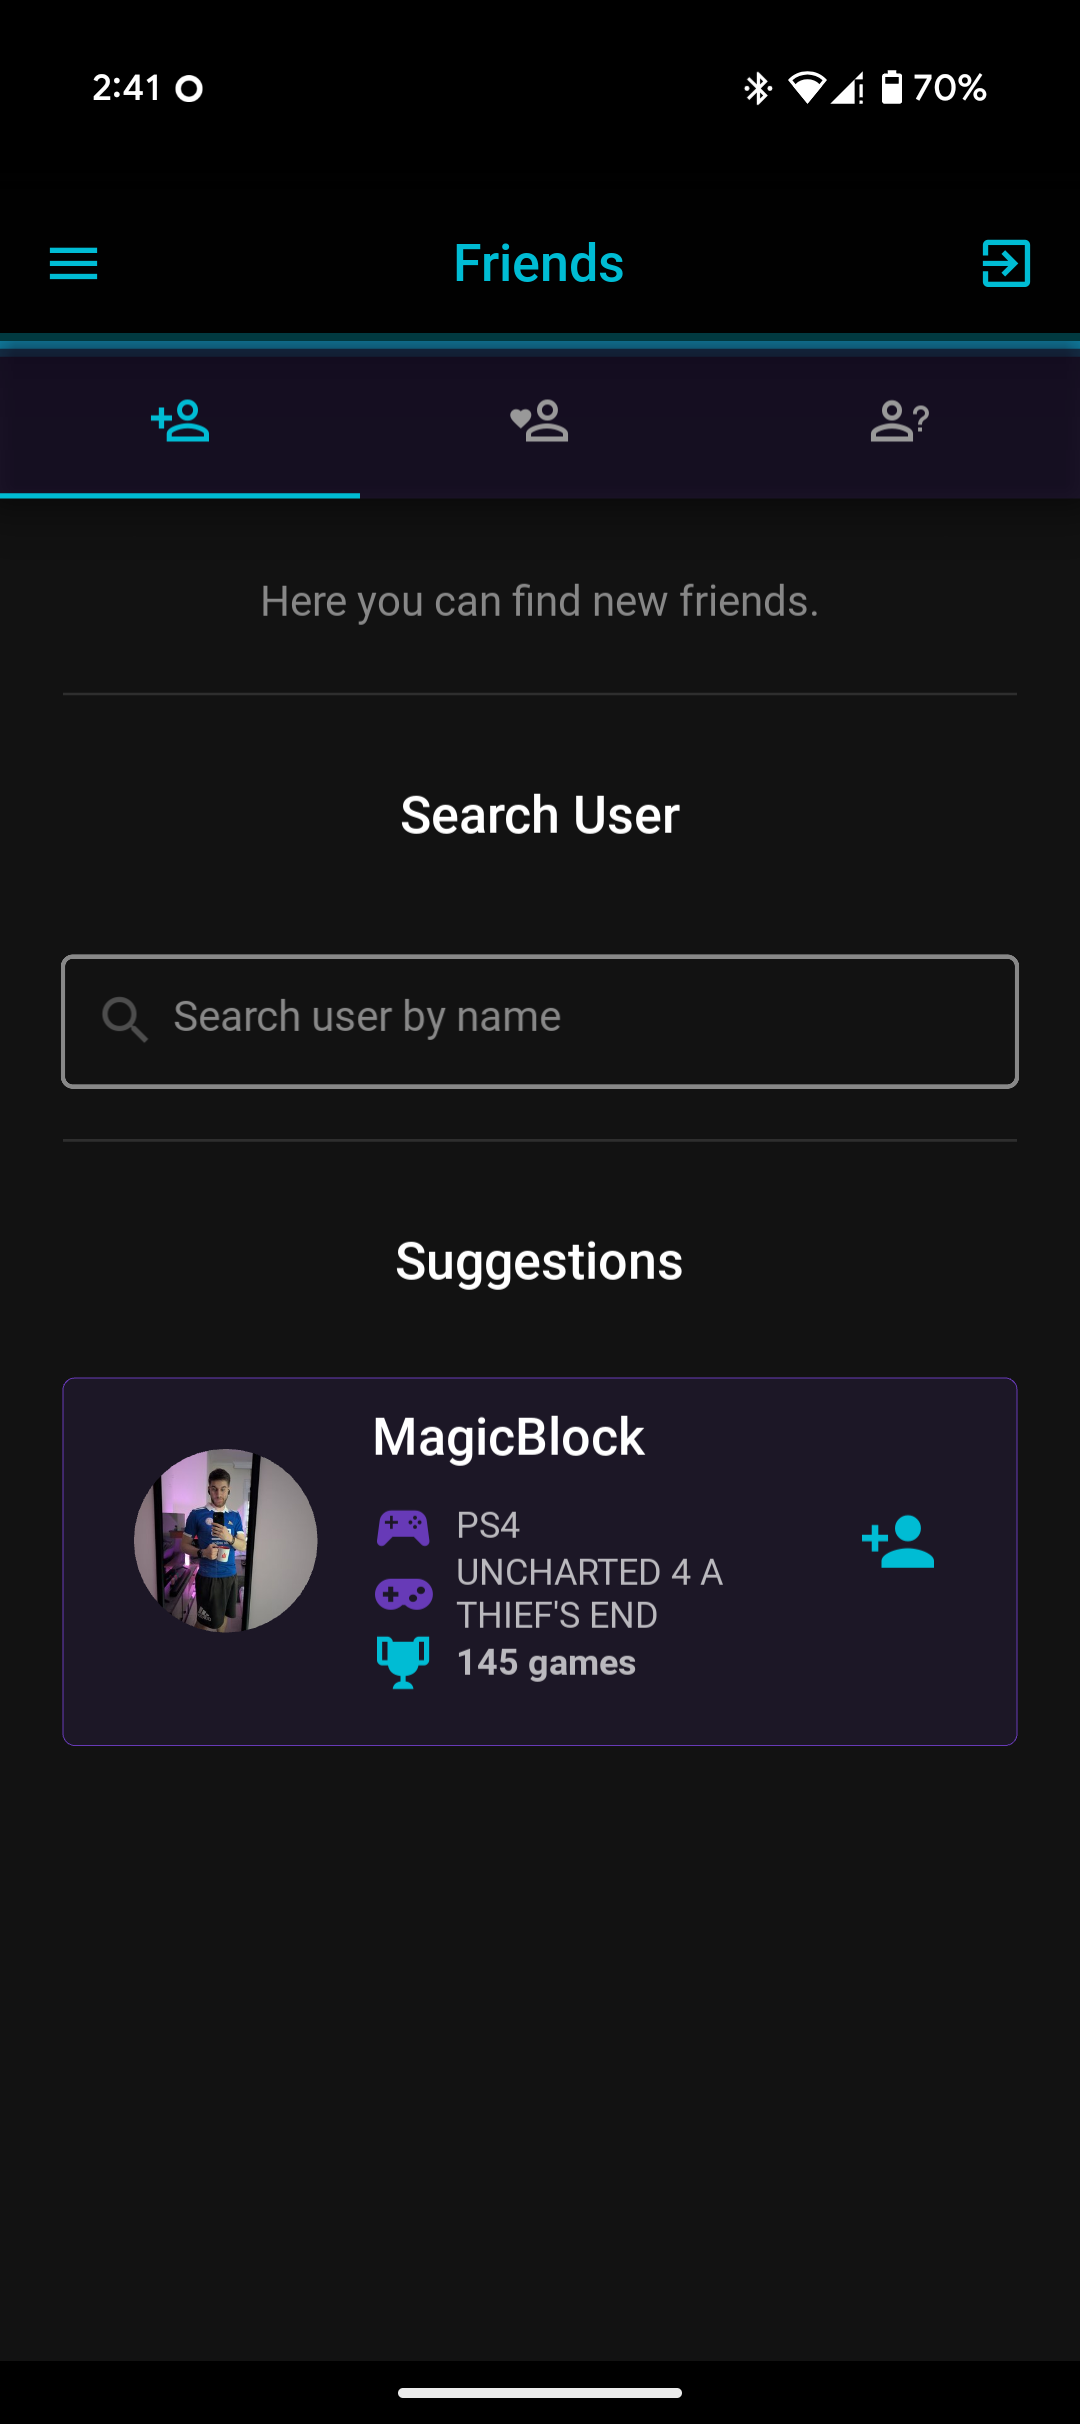 2:41 70%
Friends
Here you can find new friends.
Search User
Search user by name
Suggestions
MagicBlock
PS4
UNCHARTED 4 A
THIEF'S END
145 games